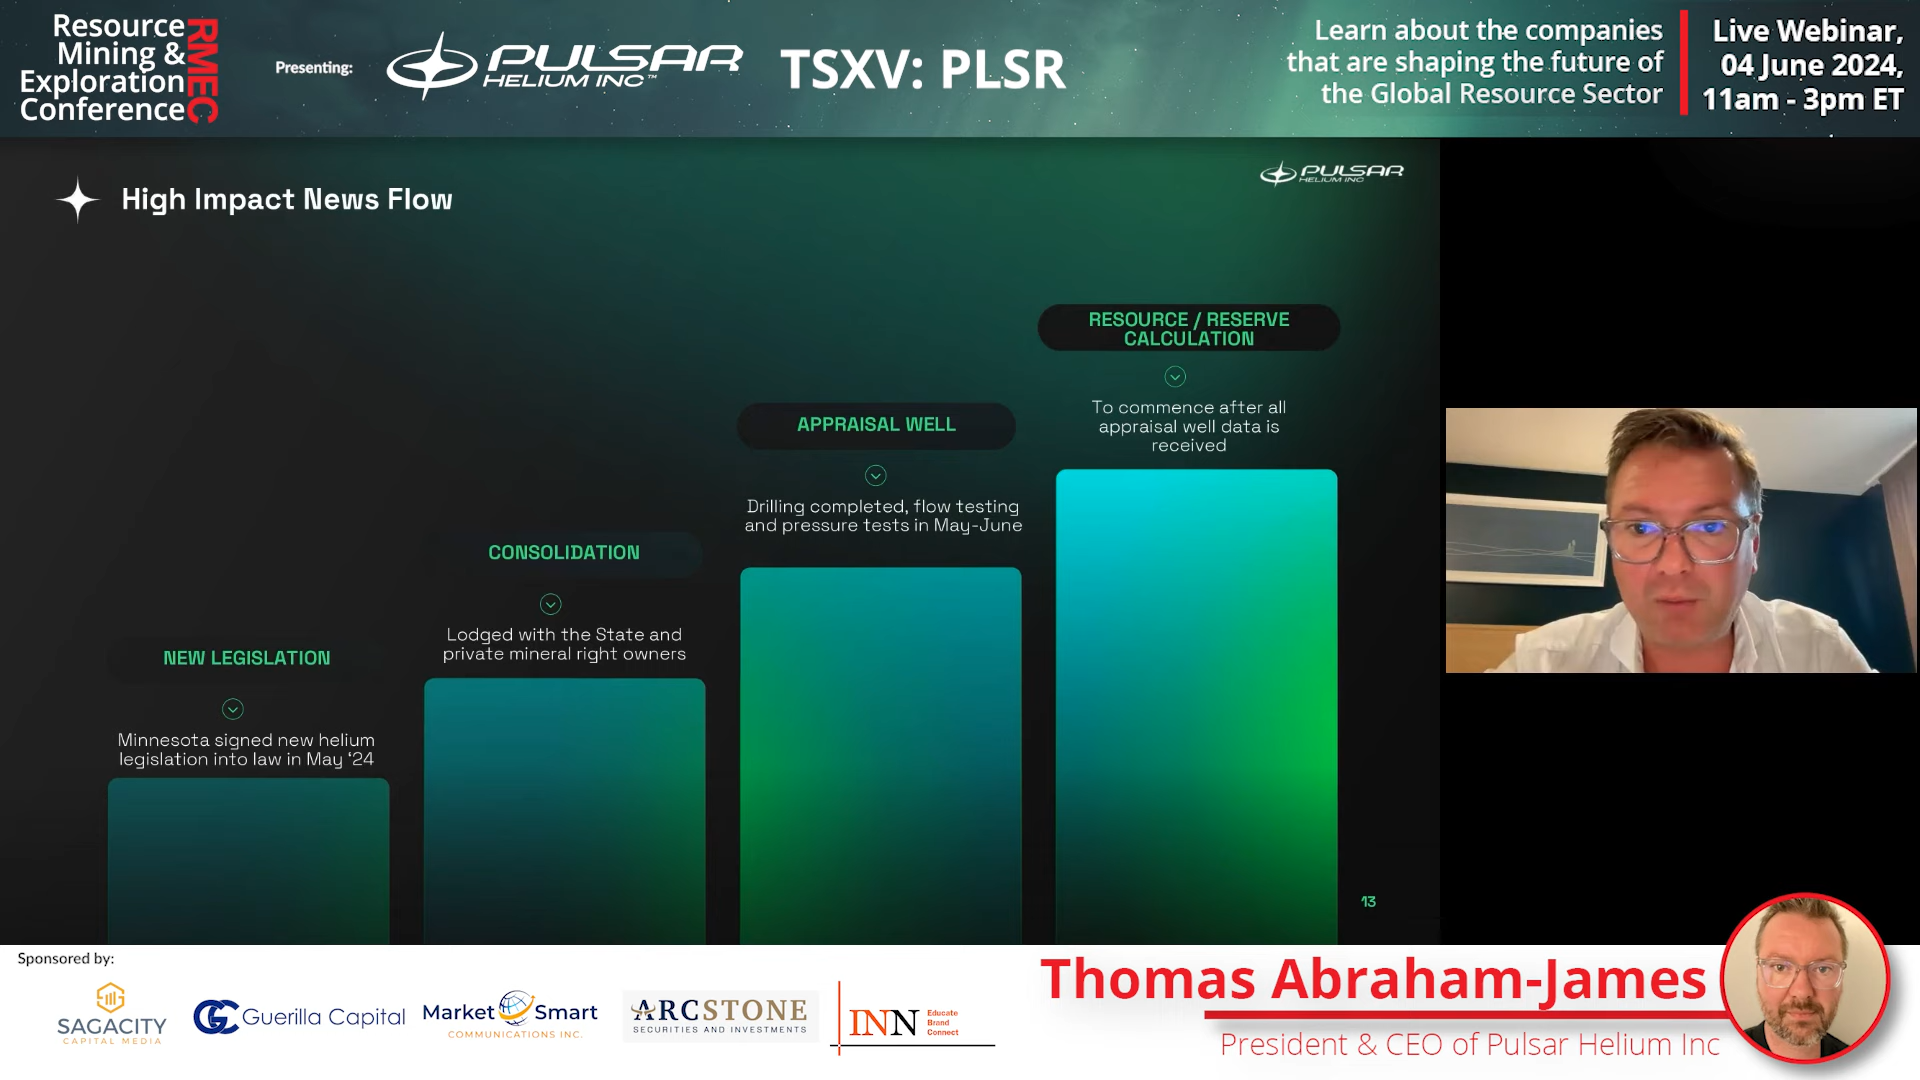 Resource
Mining &
Exploration
Conference
RMEC
Presenting:
PULSAR
HELIUM INC™
TSXV: PLSR
Learn about the companies
that are shaping the future of
the Global Resource Sector
Live Webinar,
04 June 2024,
11am - 3pm ET
High Impact News Flow
PULSAR
HELIUM INC
NEW LEGISLATION
Minnesota signed new helium
legislation into law in May ‘24
CONSOLIDATION
Lodged with the State and
private mineral right owners
APPRAISAL WELL
Drilling completed, flow testing
and pressure tests in May-June
RESOURCE / RESERVE
CALCULATION
To commence after all
appraisal well data is
received
13
Sponsored by:
SAGACITY
CAPITAL MEDIA
GC Guerilla Capital
Market Smart
COMMUNICATIONS INC.
ARCSTONE
SECURITIES AND INVESTMENTS
INN
Educate
Brand
Connect
Thomas Abraham-James
President & CEO of Pulsar Helium Inc